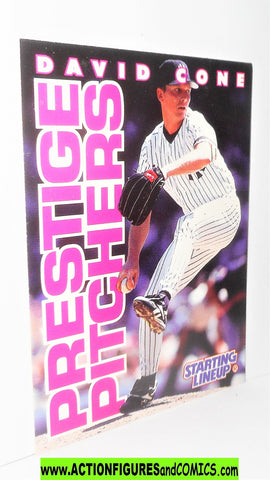 DAVID CONE
PRESTIGE
PITCHERS
STARTING
LINEUP
www.ACTIONFIGURESandCOMICS.com